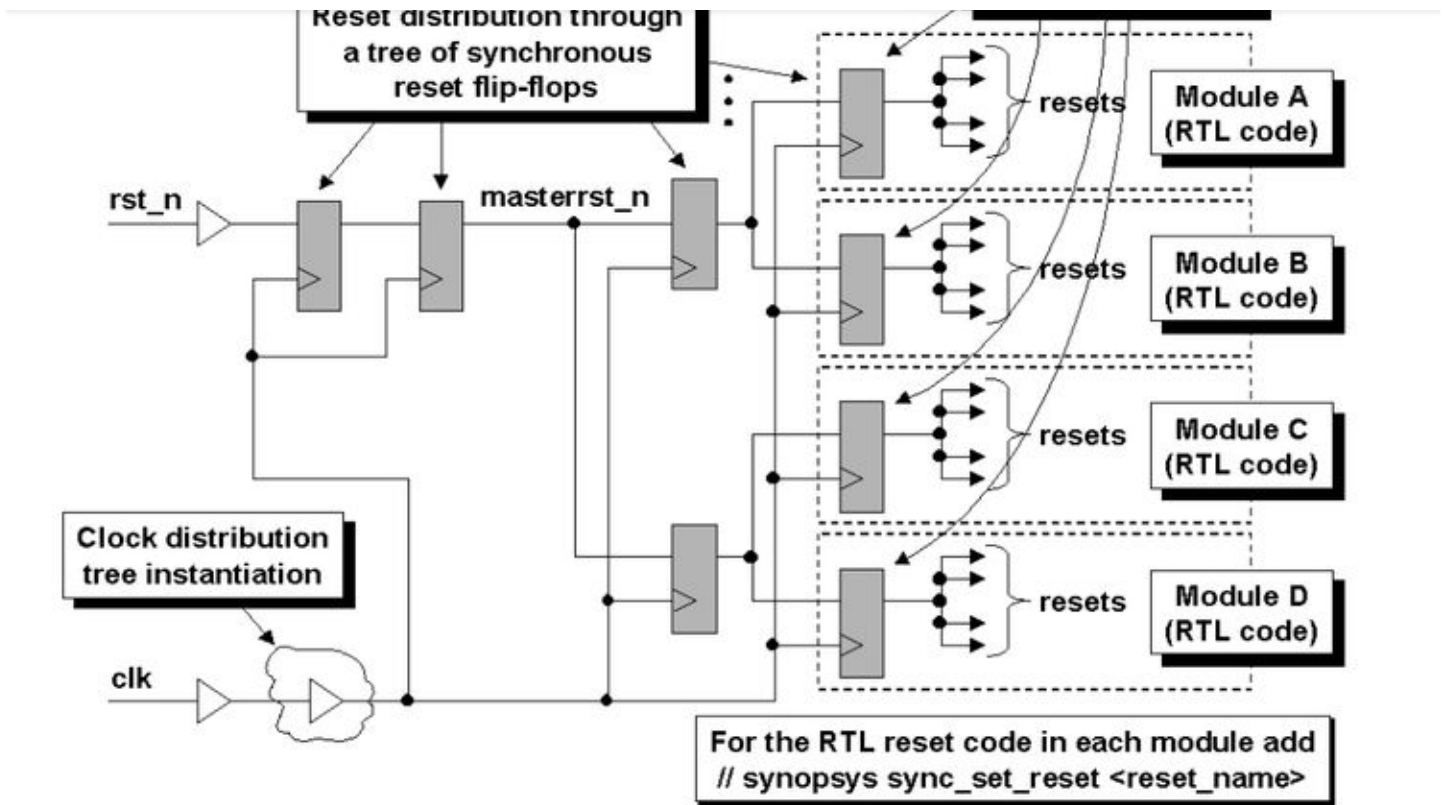 Reset distribution through
a tree of synchronous
reset flip-flops
resets
Module A
(RTL code)
rst_n
masterrst_n
resets
Module B
(RTL code)
resets
Module C
(RTL code)
Clock distribution
tree instantiation
resets
Module D
(RTL code)
clk
For the RTL reset code in each module add
// synopsys sync_set_reset <reset_name>